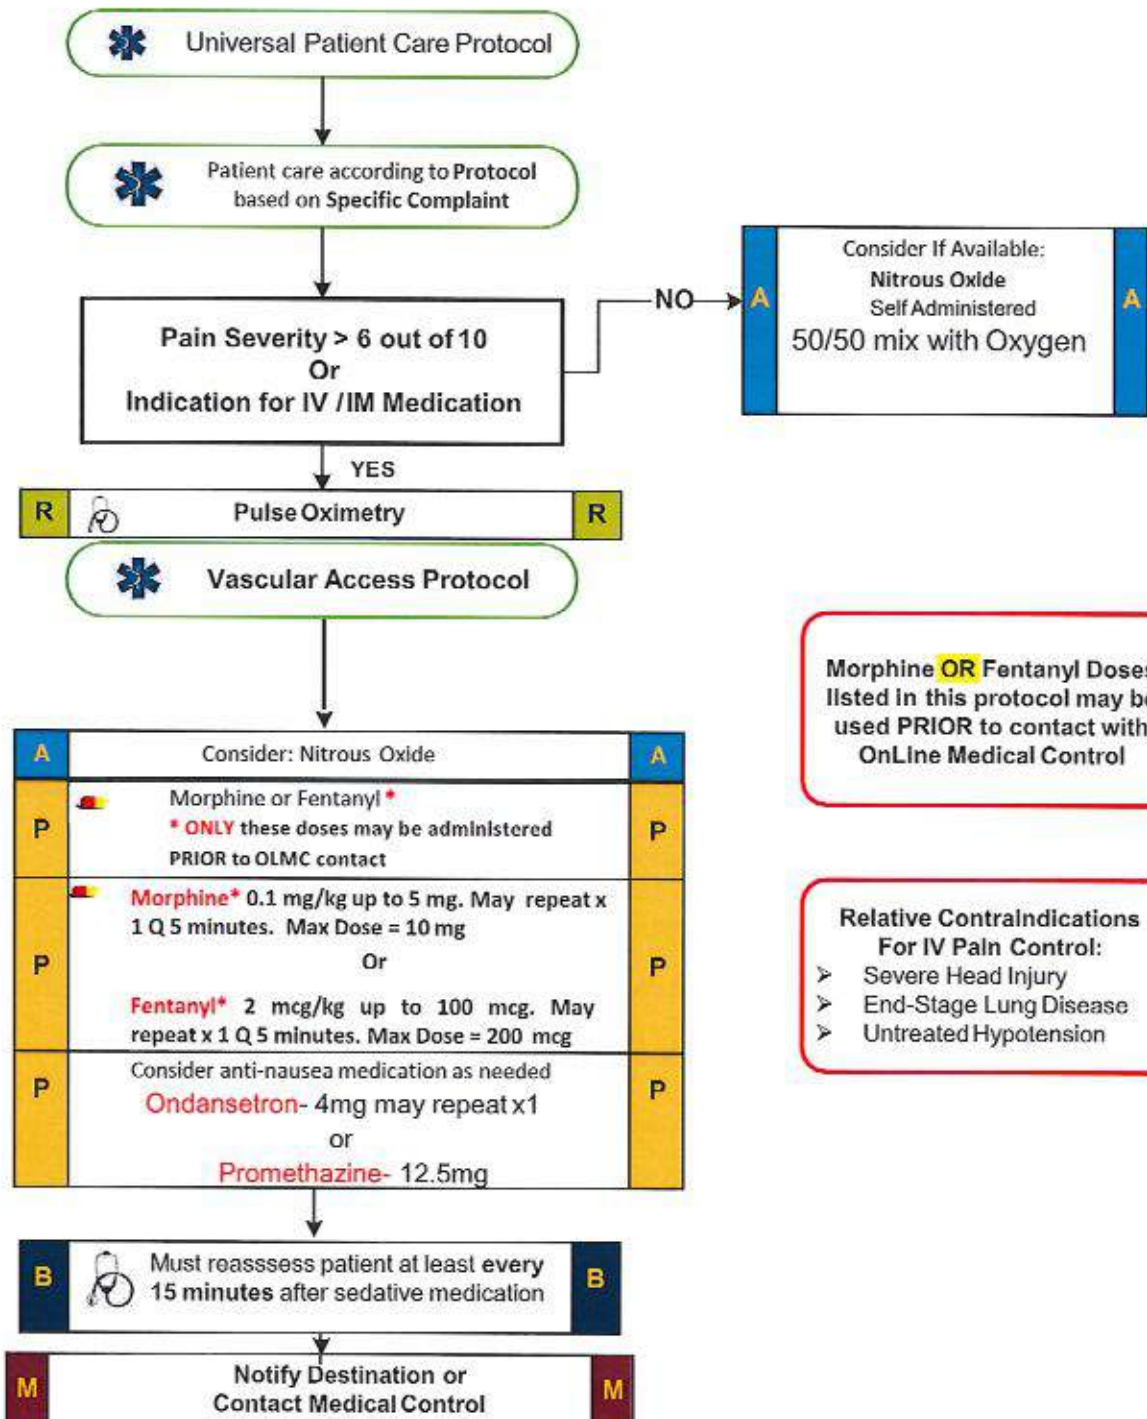 Universal Patient Care Protocol
Patient care according to Protocol
based on Specific Complaint
Pain Severity > 6 out of 10
Or
Indication for IV / IM Medication
NO
A
Consider If Available:
Nitrous Oxide
Self Administered
50/50 mix with Oxygen
A
YES
R
Pulse Oximetry
R
Vascular Access Protocol
Morphine OR Fentanyl Doses
listed in this protocol may be
used PRIOR to contact with
OnLine Medical Control
A
Consider: Nitrous Oxide
A
P
Morphine or Fentanyl *
* ONLY these doses may be administered
PRIOR to OLMC contact
P
P
Morphine* 0.1 mg/kg up to 5 mg. May repeat x
1 Q 5 minutes. Max Dose = 10 mg
Or
Fentanyl* 2 mcg/kg up to 100 mcg. May
repeat x 1 Q 5 minutes. Max Dose = 200 mcg
P
Relative Contraindications
For IV Pain Control:
➢ Severe Head Injury
➢ End-Stage Lung Disease
➢ Untreated Hypotension
P
Consider anti-nausea medication as needed
Ondansetron- 4mg may repeat x1
or
Promethazine- 12.5mg
P
B
Must reasssess patient at least every
15 minutes after sedative medication
B
M
Notify Destination or
Contact Medical Control
M